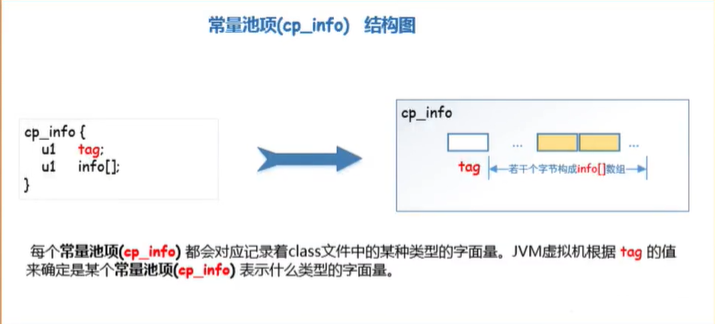 常量池项(cp_info) 结构图
cp_info {
u1 tag;
u1 info[];
}
cp_info
... ...
tag 若干个字节构成info[]数组
每个常量池项(cp_info) 都会对应记录着class文件中的某种类型的字面量。JVM虚拟机根据 tag 的值
来确定是某个常量池项(cp_info) 表示什么类型的字面量。